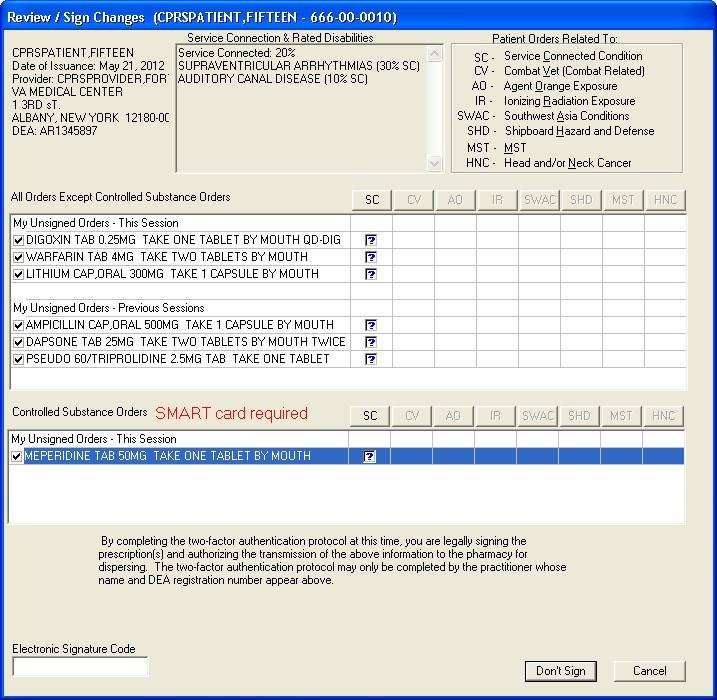 Review / Sign Changes (CPRSPATIENT,FIFTEEN - 666-00-0010)
CPRSPATIENT,FIFTEEN
Date of Issuance: May 21, 2012
Provider: CPRSPROVIDER,FOR
VA MEDICAL CENTER
1 3RD sT.
ALBANY, NEW YORK 12180-00
DEA: AR1345897
Service Connection & Rated Disabilities
Service Connected: 20%
SUPRAVENTRICULAR ARRHYTHMIAS (30% SC)
AUDITORY CANAL DISEASE (10% SC)
Patient Orders Related To:
SC - Service Connected Condition
CV - Combat Vet (Combat Related)
AO - Agent Orange Exposure
IR - Ionizing Radiation Exposure
SWAC - Southwest Asia Conditions
SHD - Shipboard Hazard and Defense
MST - MST
HNC - Head and/or Neck Cancer
All Orders Except Controlled Substance Orders SC CV AO IR SWAC SHD MST HNC
My Unsigned Orders - This Session
DIGOXIN TAB 0.25MG TAKE ONE TABLET BY MOUTH QD-DIG ?
WARFARIN TAB 4MG TAKE TWO TABLETS BY MOUTH ?
LITHIUM CAP,ORAL 300MG TAKE 1 CAPSULE BY MOUTH ?
My Unsigned Orders - Previous Sessions
AMPICILLIN CAP,ORAL 500MG TAKE 1 CAPSULE BY MOUTH ?
DAPSONE TAB 25MG TAKE TWO TABLETS BY MOUTH TWICE ?
PSEUDO 60/TRIPROLIDINE 2.5MG TAB TAKE ONE TABLET ?
Controlled Substance Orders SMART card required SC CV AO IR SWAC SHD MST HNC
My Unsigned Orders - This Session
MEPERIDINE TAB 50MG TAKE ONE TABLET BY MOUTH ?
By completing the two-factor authentication protocol at this time, you are legally signing the
prescription(s) and authorizing the transmission of the above information to the pharmacy for
dispersing. The two-factor authentication protocol may only be completed by the practitioner whose
name and DEA registration number appear above.
Electronic Signature Code
Don't Sign Cancel